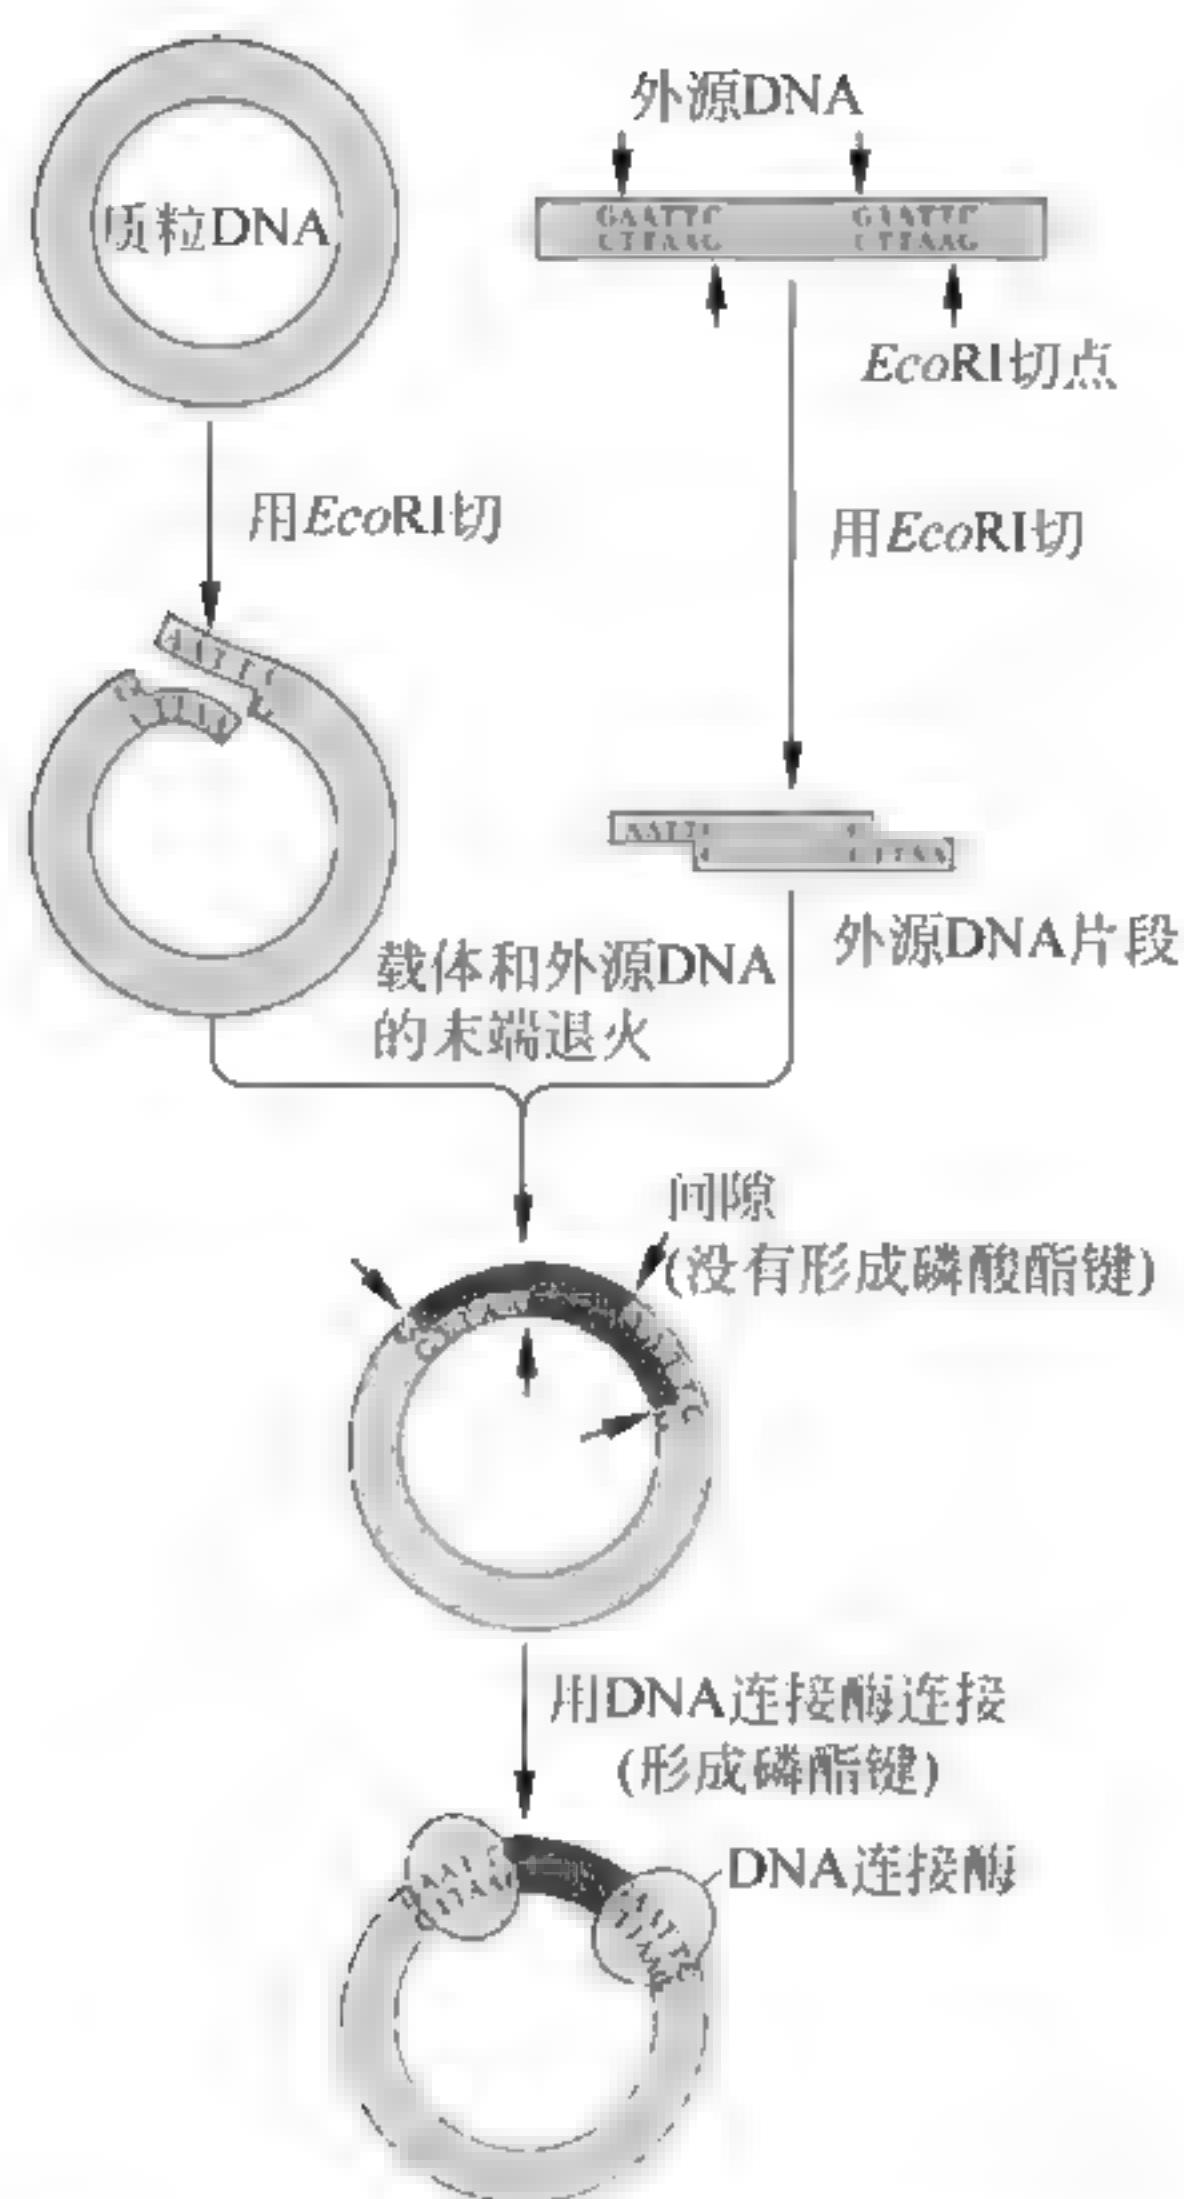 外源DNA
质粒DNA
GAATTC GAATTC
CTTAAG CTTAAG
EcoRI切点
用EcoRI切
用EcoRI切
AATTC
AATTC
CTTAA
外源DNA片段
载体和外源DNA
的末端退火
间隙
(没有形成磷酸酯键)
用DNA连接酶连接
(形成磷酯键)
DNA连接酶